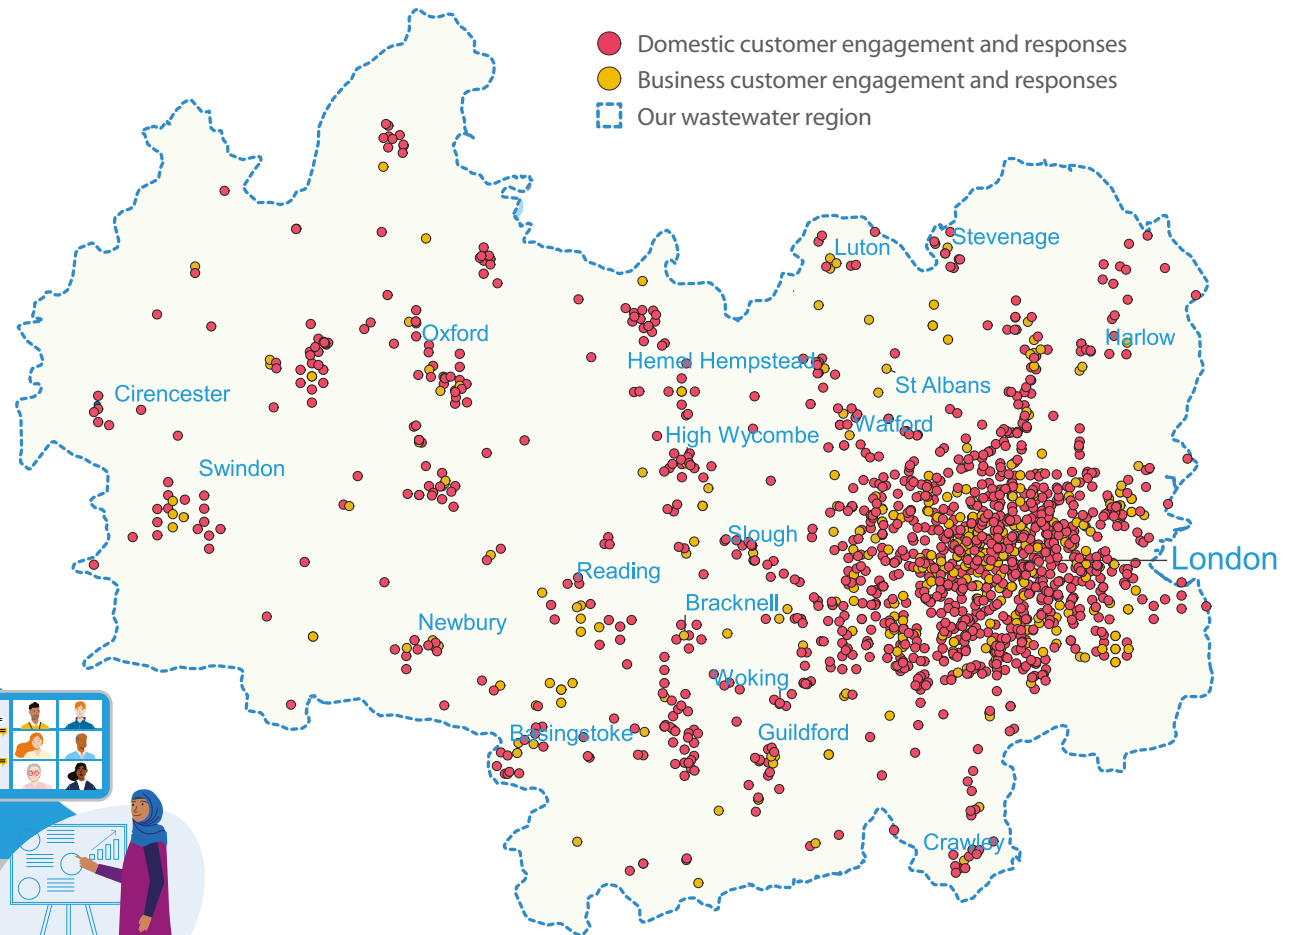 Domestic customer engagement and responses
Business customer engagement and responses
Our wastewater region
Luton
Stevenage
Oxford
Harlow
Hemel Hempstead
St Albans
Cirencester
Watford
High Wycombe
Swindon
Slough
London
Reading
Bracknell
Newbury
Woking
Basingstoke
Guildford
Crawley